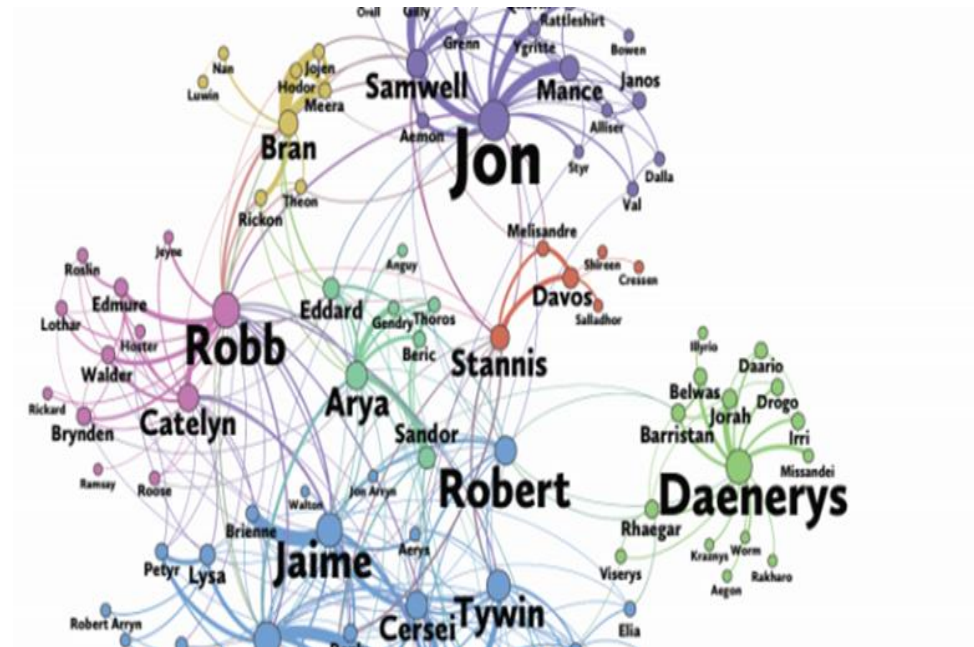 Orell
Gilly
Rattleshirt
Grenn
Ygritte
Bowen
Nan
Jojen
Luwin
Hodor
Meera
Samwell
Mance
Janos
Aemon
Alliser
Bran
Jon
Styr
Dalla
Rickon
Theon
Val
Melisandre
Jeyne
Anguy
Shireen
Roslin
Cressen
Edmure
Eddard
Davos
Salladhor
Lothar
Gendry
Thoros
Hoster
Robb
Beric
Stannis
Illyrio
Walder
Daario
Belwas
Drogo
Rickard
Catelyn
Arya
Jorah
Brynden
Sandor
Barristan
Irri
Missandei
Ramsay
Roose
Jon Arryn
Robert
Daenerys
Walton
Brienne
Rhaegar
Aerys
Jaime
Kraznys
Worm
Petyr
Lysa
Viserys
Rakharo
Aegon
Robert Arryn
Cersei
Tywin
Elia